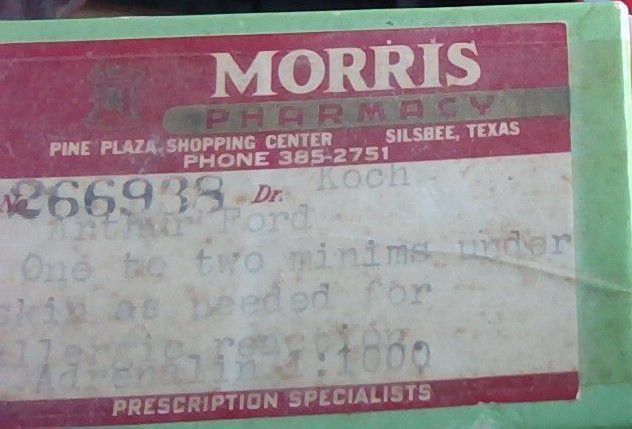 MORRIS
PHARMACY
PINE PLAZA SHOPPING CENTER SILSBEE, TEXAS
PHONE 385-2751
No 266938 Dr. Koch
Arthur Ford
One to two minims under
skin as needed for
allergic reaction.
Adrenalin 1:1000
PRESCRIPTION SPECIALISTS